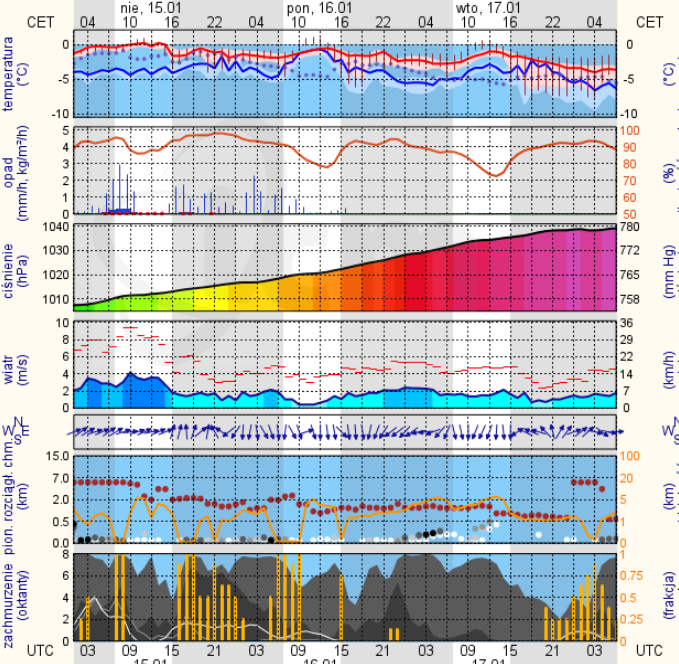 nie, 15.01 pon, 16.01 wto, 17.01
CET 04 10 16 22 04 10 16 22 04 10 16 22 04 CET
temperatura (°C)
0 0
-5 -5
-10 -10
(°C)
opad (mm/h, kg/m²/h)
5 100
4 90
3 80
2 70
1 60
0 50
(%)
ciśnienie (hPa)
1040 780
1030 772
1020 765
1010 758
(mm Hg)
wiatr (m/s)
10 36
8 29
6 22
4 14
2 7
0 0
(km/h)
N
W E
S
N
W
S
pion. rozciągł. chm. (km)
15.0 100
7.0 20
2.0 5
0.5 1
0.0 0
(km)
zachmurzenie (oktanty)
8 1
6 0.75
4 0.5
2 0.25
0 0
(frakcja)
UTC 03 09 15 21 03 09 15 21 03 09 15 21 03 UTC
15.01 16.01 17.01